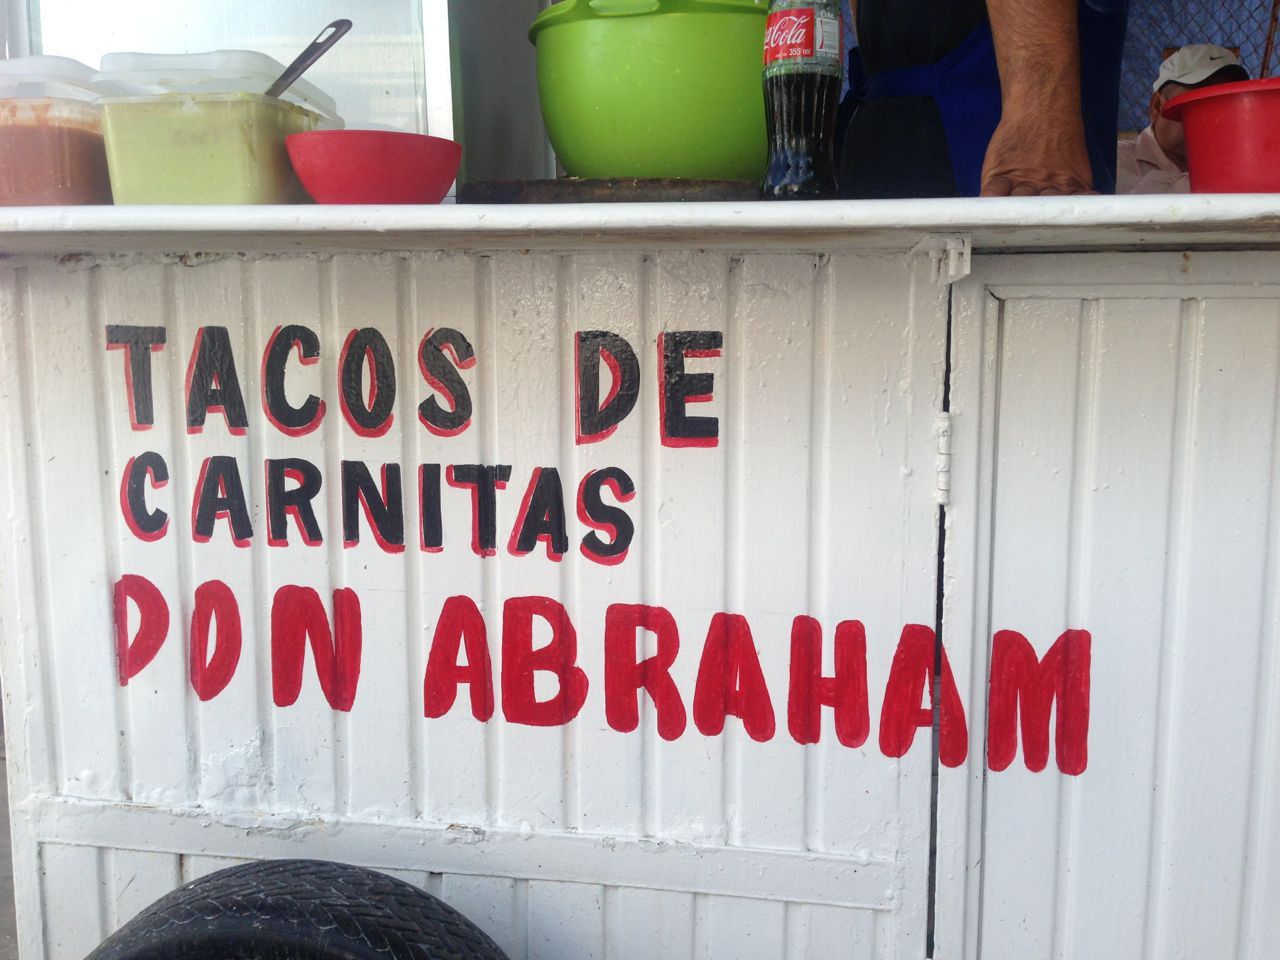 Coca-Cola
355 ml
TACOS DE
CARNITAS
DON ABRAHAM